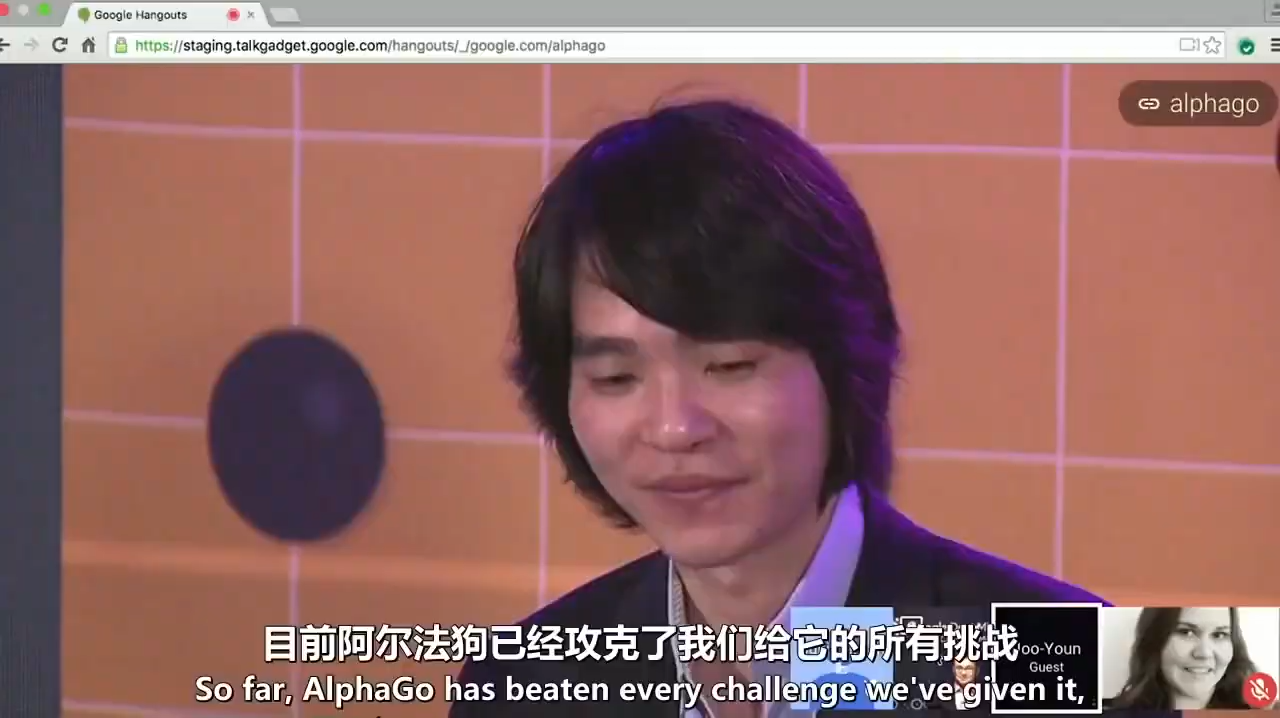 Google Hangouts
https://staging.talkgadget.google.com/hangouts/_/google.com/alphago
alphago
目前阿尔法狗已经攻克了我们给它的所有挑战
oo-Youn
Guest
So far, AlphaGo has beaten every challenge we've given it,